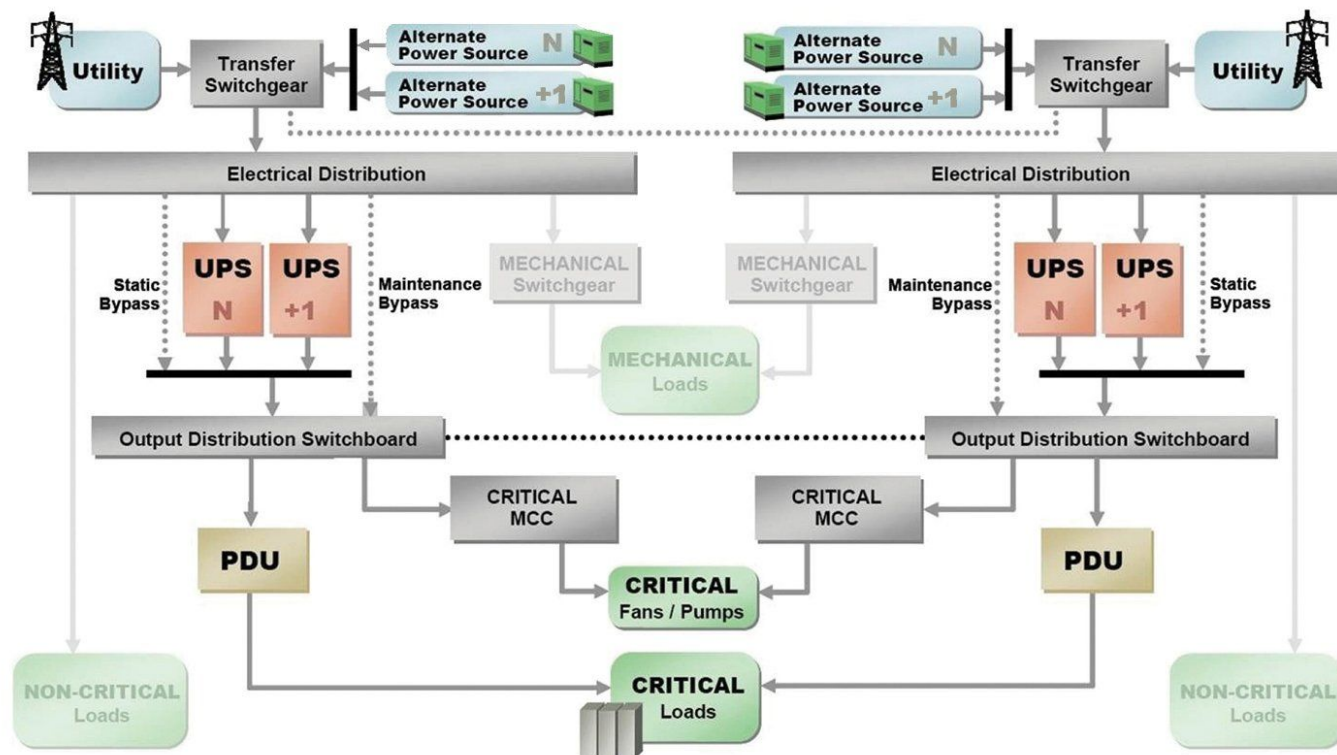 Utility
Transfer
Switchgear
Alternate
Power Source N
Alternate
Power Source +1
Alternate
Power Source N
Alternate
Power Source +1
Transfer
Switchgear
Utility
Electrical Distribution
Electrical Distribution
Static
Bypass
UPS
N
UPS
+1
Maintenance
Bypass
MECHANICAL
Switchgear
MECHANICAL
Switchgear
Maintenance
Bypass
UPS
N
UPS
+1
Static
Bypass
MECHANICAL
Loads
Output Distribution Switchboard
Output Distribution Switchboard
CRITICAL
MCC
CRITICAL
MCC
PDU
PDU
CRITICAL
Fans / Pumps
NON-CRITICAL
Loads
CRITICAL
Loads
NON-CRITICAL
Loads